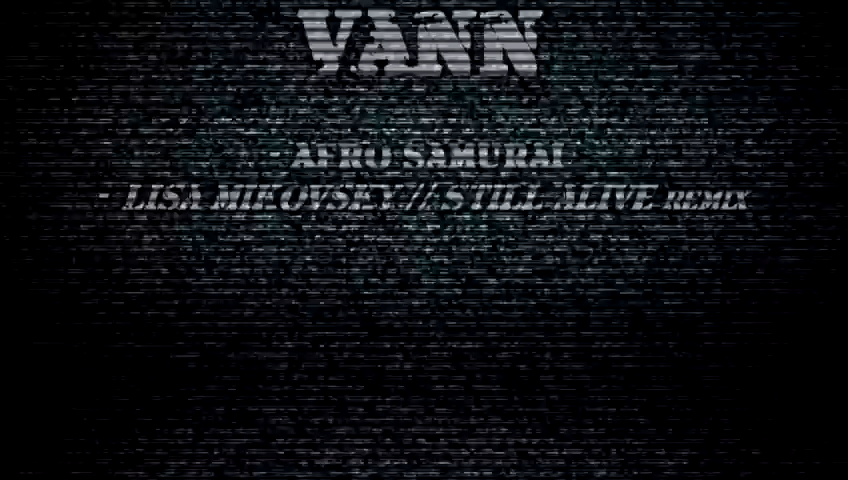 YANN
- AFRO SAMURAI
- LISA MIKOVSKY // STILL ALIVE REMIX